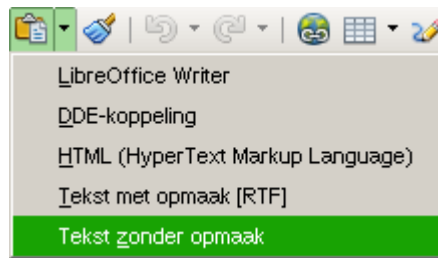 LibreOffice Writer
DDE-koppeling
HTML (HyperText Markup Language)
Tekst met opmaak [RTF]
Tekst zonder opmaak